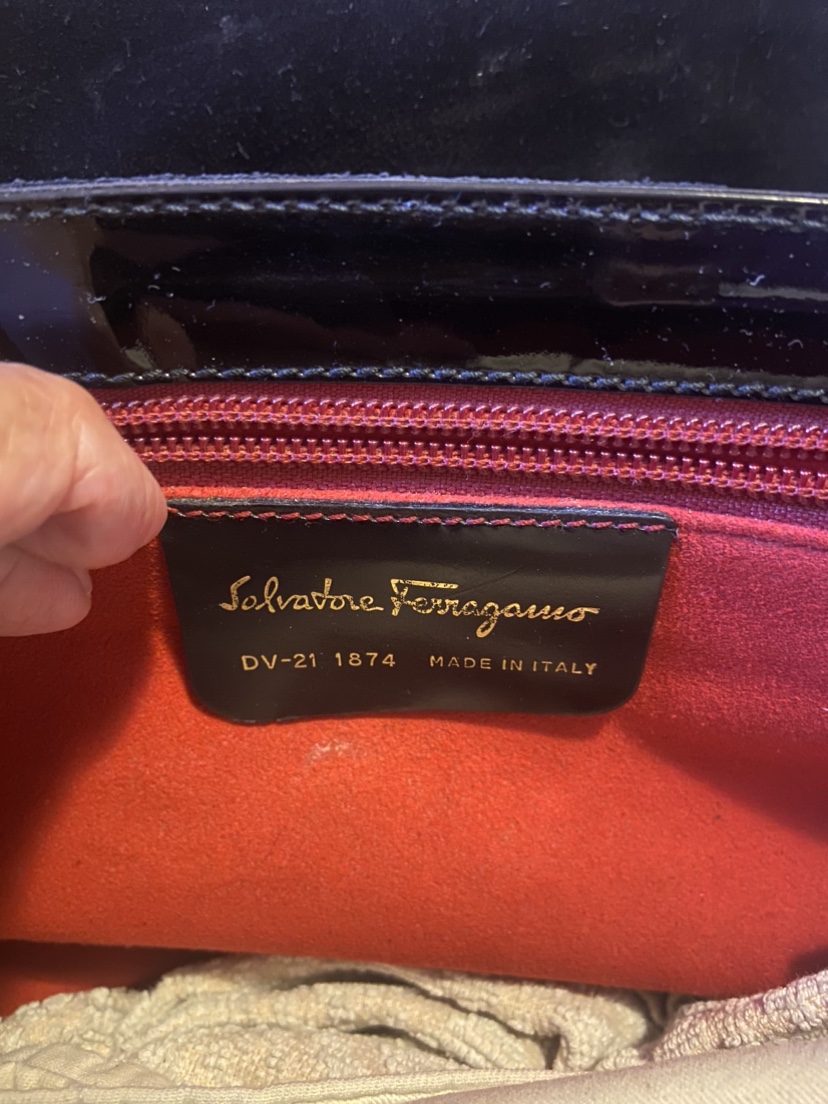 Salvatore Ferragamo
DV-21 1874 MADE IN ITALY